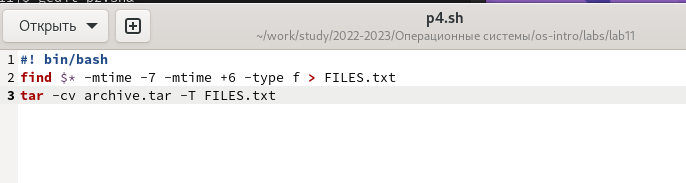 p4.sh
Открыть
~/work/study/2022-2023/Операционные системы/os-intro/labs/lab11
1 #! bin/bash
2 find $* -mtime -7 -mtime +6 -type f > FILES.txt
3 tar -cv archive.tar -T FILES.txt